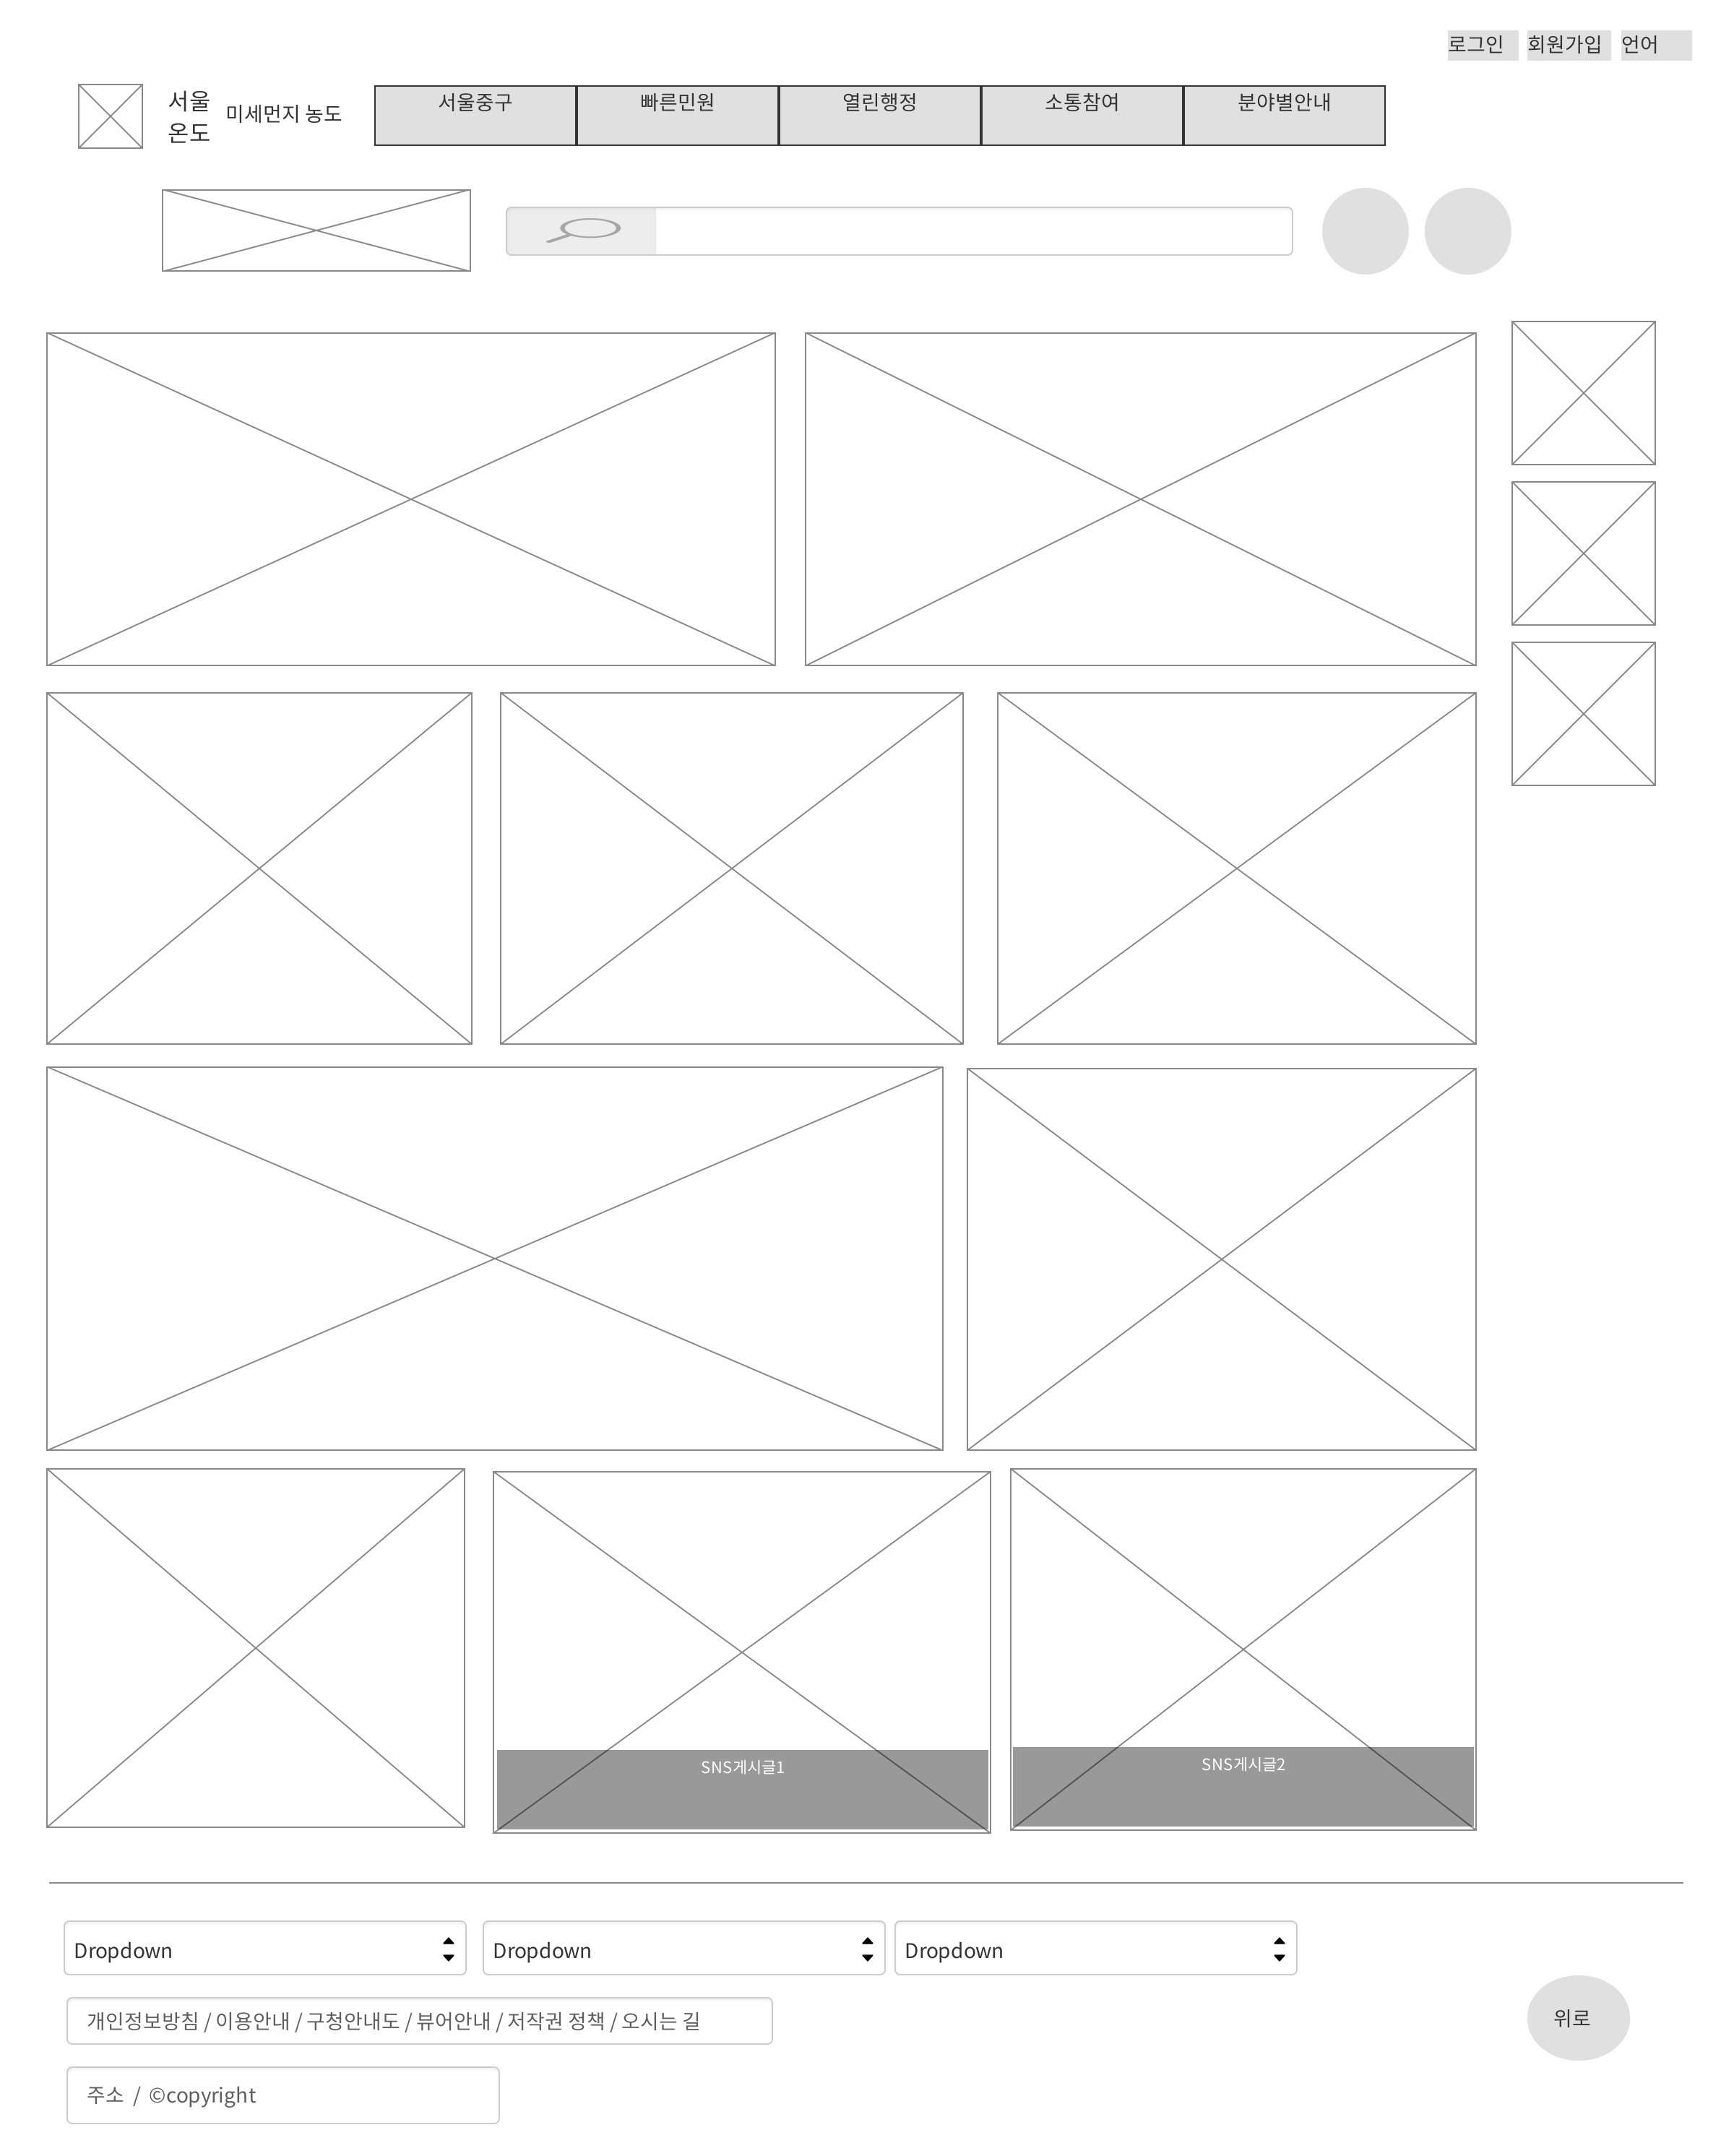 로그인 회원가입 언어
서울
온도
미세먼지 농도
서울중구 빠른민원 열린행정 소통참여 분야별안내
SNS게시글1 SNS게시글2
Dropdown Dropdown Dropdown
개인정보방침 / 이용안내 / 구청안내도 / 뷰어안내 / 저작권 정책 / 오시는 길
위로
주소 / ©copyright